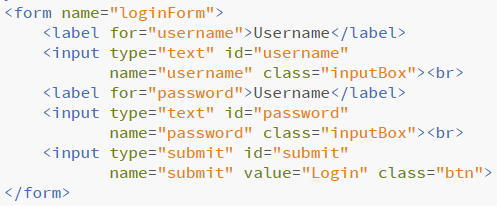 <form name="loginForm">
    <label for="username">Username</label>
    <input type="text" id="username"
            name="username" class="inputBox"><br>
    <label for="password">Username</label>
    <input type="text" id="password"
            name="password" class="inputBox"><br>
    <input type="submit" id="submit"
            name="submit" value="Login" class="btn">
</form>